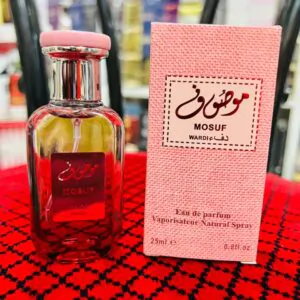 موصوف
MOSUF
موصوف
MOSUF
WARDI
Eau de parfum
Vaporisateur Natural Spray
25ml ℮
0.8fl.oz